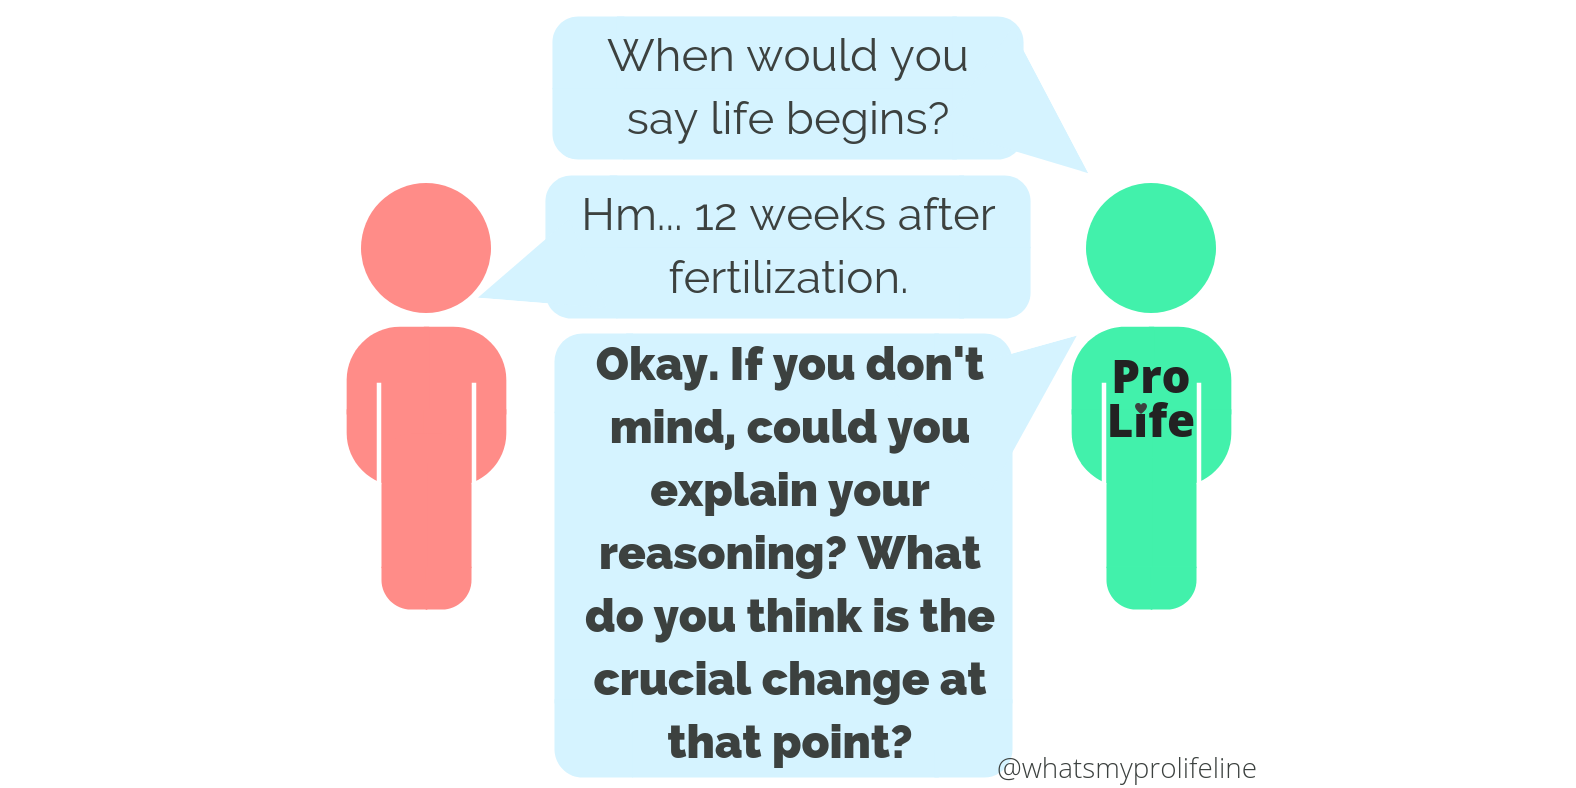 When would you
say life begins?
Hm... 12 weeks after
fertilization.
Okay. If you don't
mind, could you
explain your
reasoning? What
do you think is the
crucial change at
that point?
Pro
Life
@whatsmyprolifeline